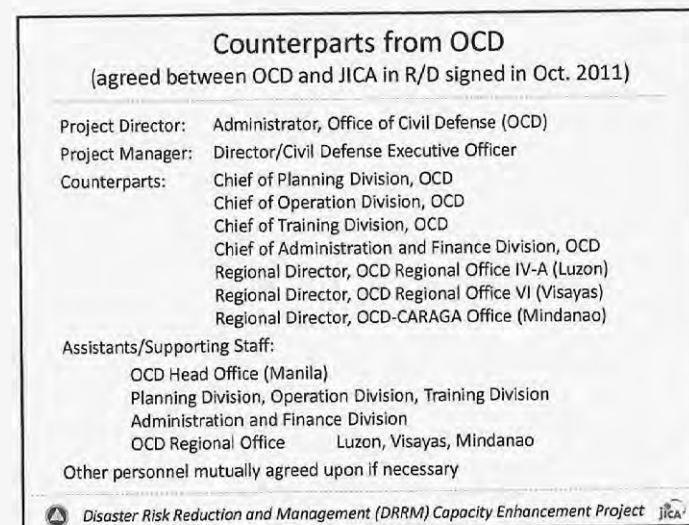 Counterparts from OCD
(agreed between OCD and JICA in R/D signed in Oct. 2011)
Project Director: Administrator, Office of Civil Defense (OCD)
Project Manager: Director/Civil Defense Executive Officer
Counterparts: Chief of Planning Division, OCD
Chief of Operation Division, OCD
Chief of Training Division, OCD
Chief of Administration and Finance Division, OCD
Regional Director, OCD Regional Office IV-A (Luzon)
Regional Director, OCD Regional Office VI (Visayas)
Regional Director, OCD-CARAGA Office (Mindanao)
Assistants/Supporting Staff:
OCD Head Office (Manila)
Planning Division, Operation Division, Training Division
Administration and Finance Division
OCD Regional Office Luzon, Visayas, Mindanao
Other personnel mutually agreed upon if necessary
Disaster Risk Reduction and Management (DRRM) Capacity Enhancement Project jica